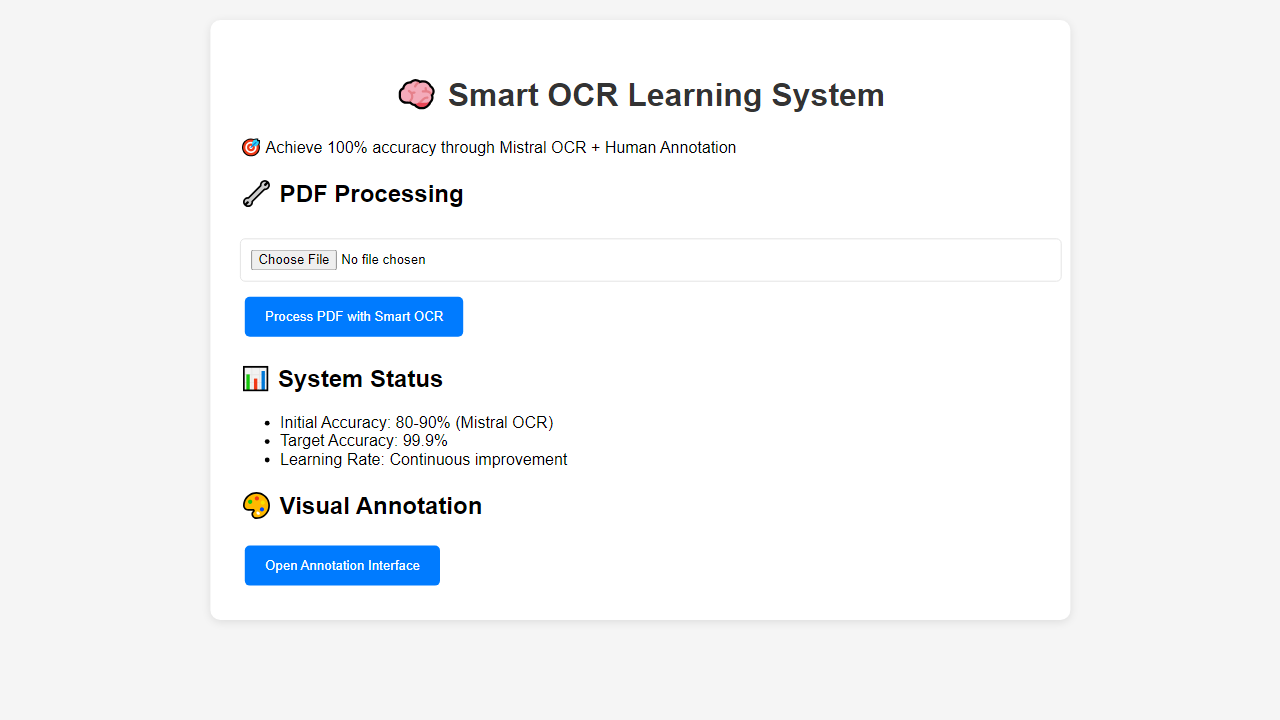 🧠 Smart OCR Learning System
🎯 Achieve 100% accuracy through Mistral OCR + Human Annotation
🔧 PDF Processing
Choose File No file chosen
Process PDF with Smart OCR
📊 System Status
• Initial Accuracy: 80-90% (Mistral OCR)
• Target Accuracy: 99.9%
• Learning Rate: Continuous improvement
🎨 Visual Annotation
Open Annotation Interface